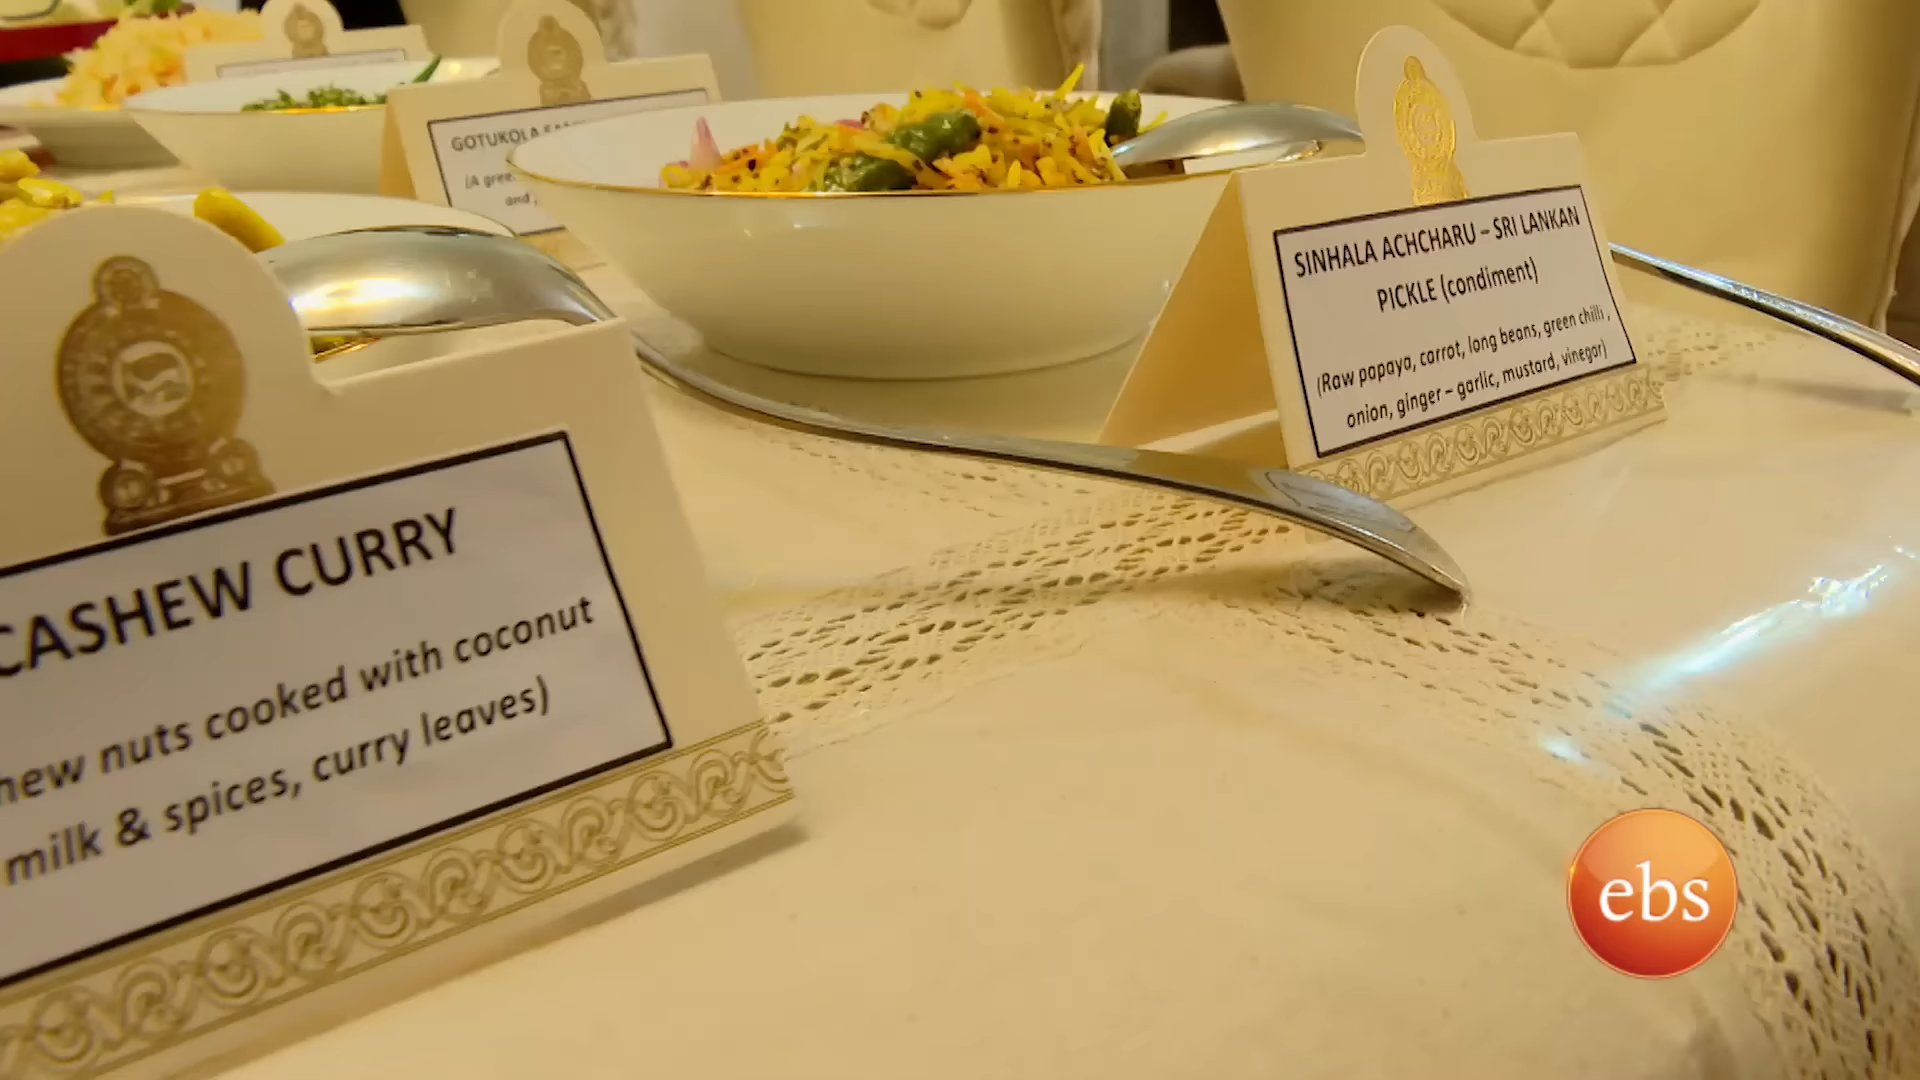 GOTUKOLA
(A
and
SINHALA ACHCHARU – SRI LANKAN
PICKLE (condiment)
(Raw papaya, carrot, long beans, green chilli ,
onion, ginger – garlic, mustard, vinegar)
CASHEW CURRY
nuts cooked with coconut
milk & spices, curry leaves)
ebs